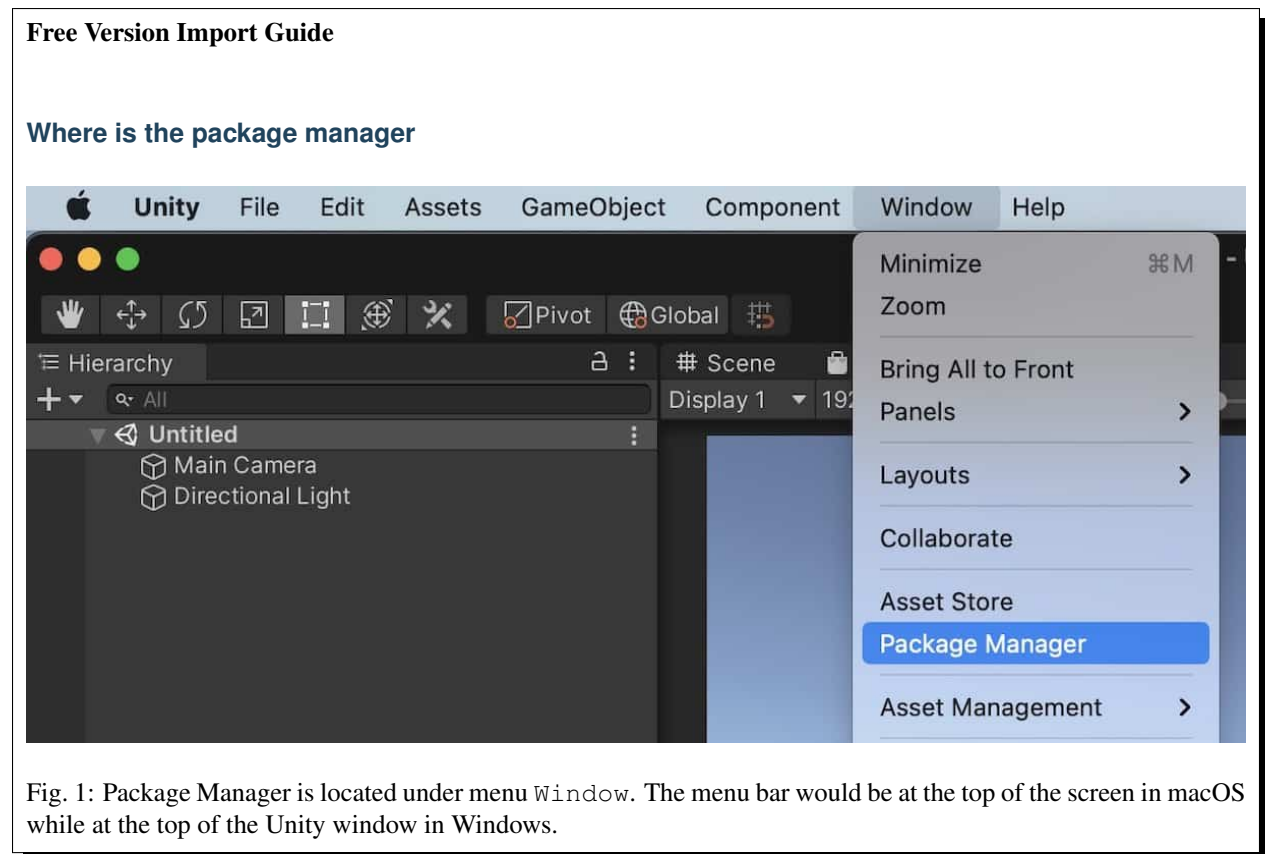 Free Version Import Guide
Where is the package manager
Unity File Edit Assets GameObject Component Window Help
Minimize ⌘M
Zoom
Pivot Global
Hierarchy
# Scene
Bring All to Front
All
Display 1
Panels
Untitled
Main Camera
Layouts
Directional Light
Collaborate
Asset Store
Package Manager
Asset Management
Fig. 1: Package Manager is located under menu Window. The menu bar would be at the top of the screen in macOS
while at the top of the Unity window in Windows.